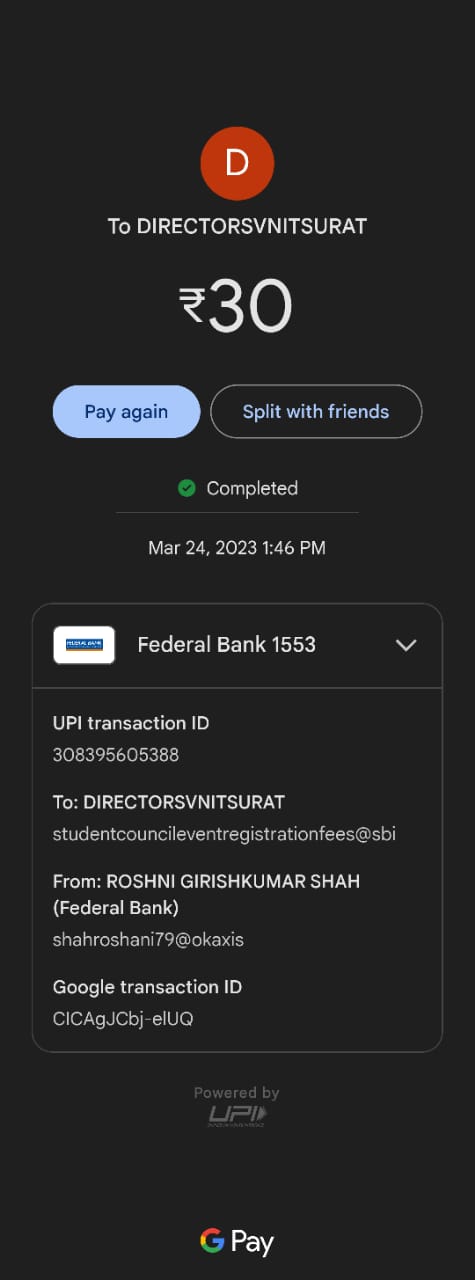 D
To DIRECTORSVNITSURAT
₹30
Pay again
Split with friends
Completed
Mar 24, 2023 1:46 PM
FEDERAL BANK
Federal Bank 1553
UPI transaction ID
308395605388
To: DIRECTORSVNITSURAT
studentcouncileventregistrationfees@sbi
From: ROSHNI GIRISHKUMAR SHAH
(Federal Bank)
shahroshani79@okaxis
Google transaction ID
CICAgJCbj-elUQ
Powered by
UPI
G Pay